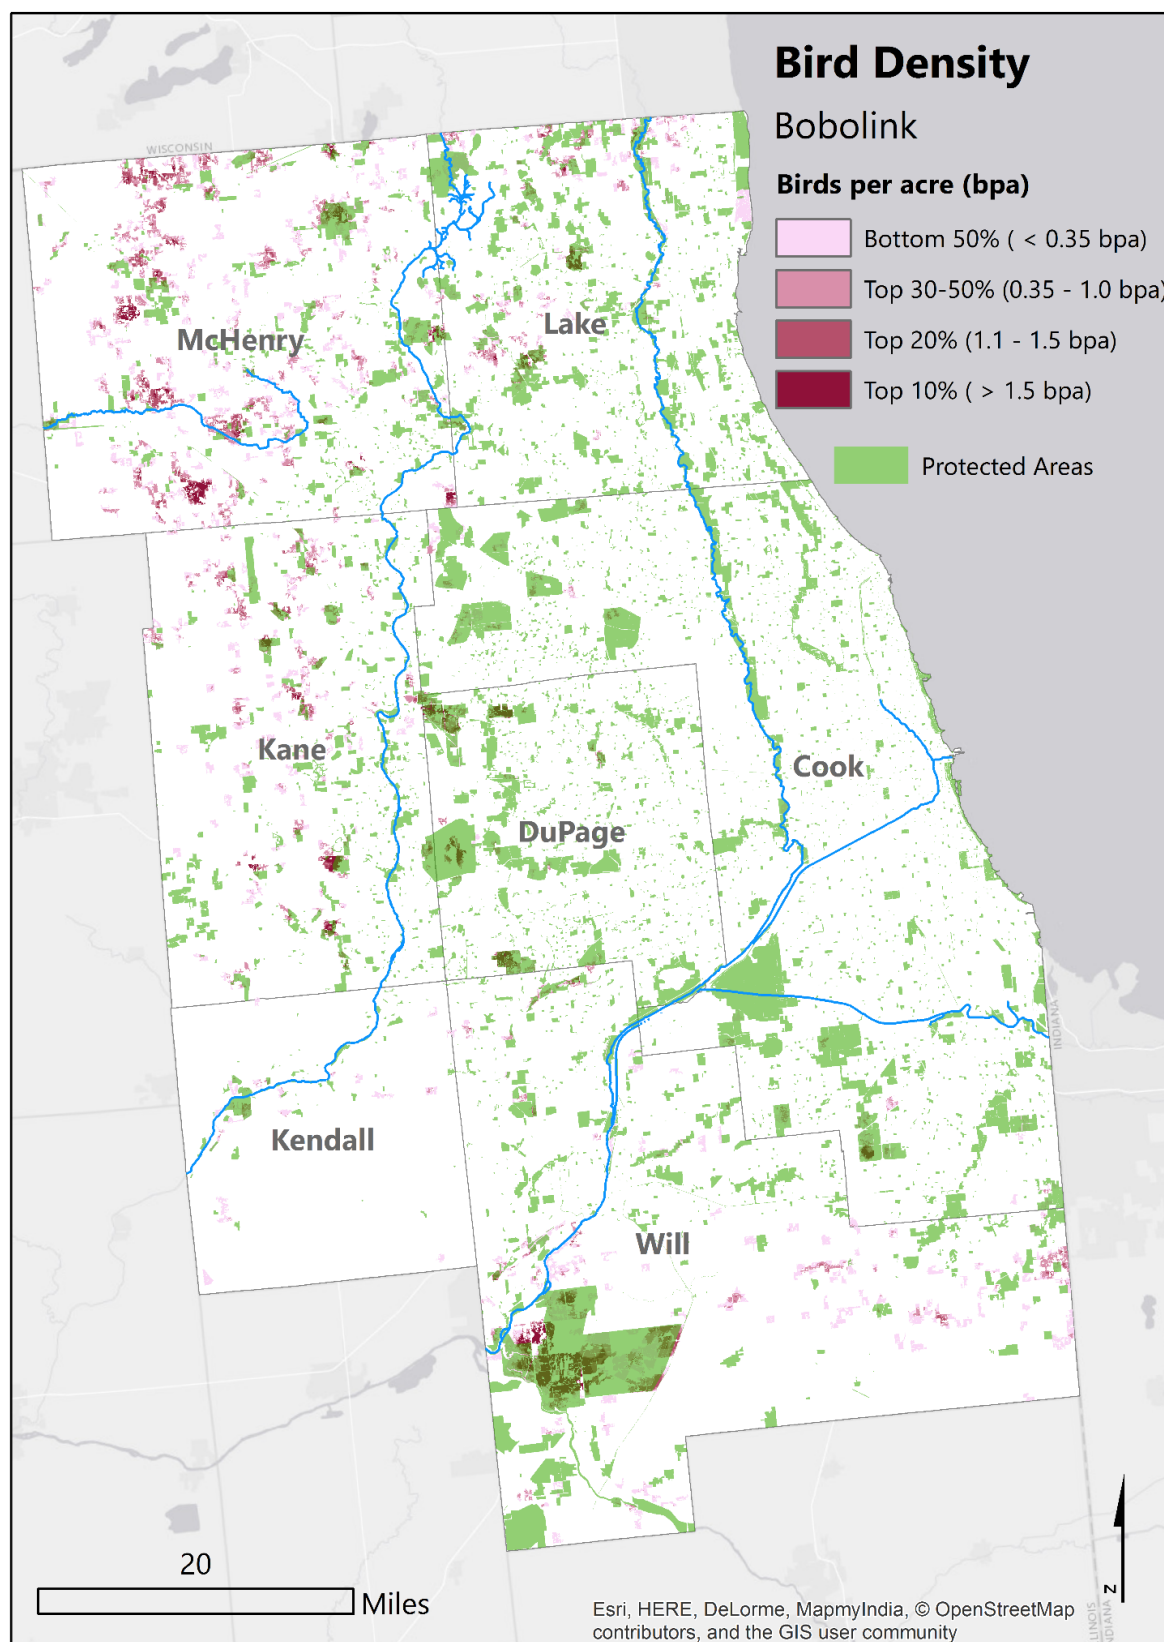 Bird Density
Bobolink
Birds per acre (bpa)
Bottom 50% ( < 0.35 bpa)
Top 30-50% (0.35 - 1.0 bpa)
Top 20% (1.1 - 1.5 bpa)
Top 10% ( > 1.5 bpa)
Protected Areas
WISCONSIN
McHenry
Lake
Kane
DuPage
Cook
INDIANA
Kendall
Will
20
Miles
N
ILLINOIS
INDIANA
Esri, HERE, DeLorme, MapmyIndia, © OpenStreetMap
contributors, and the GIS user community